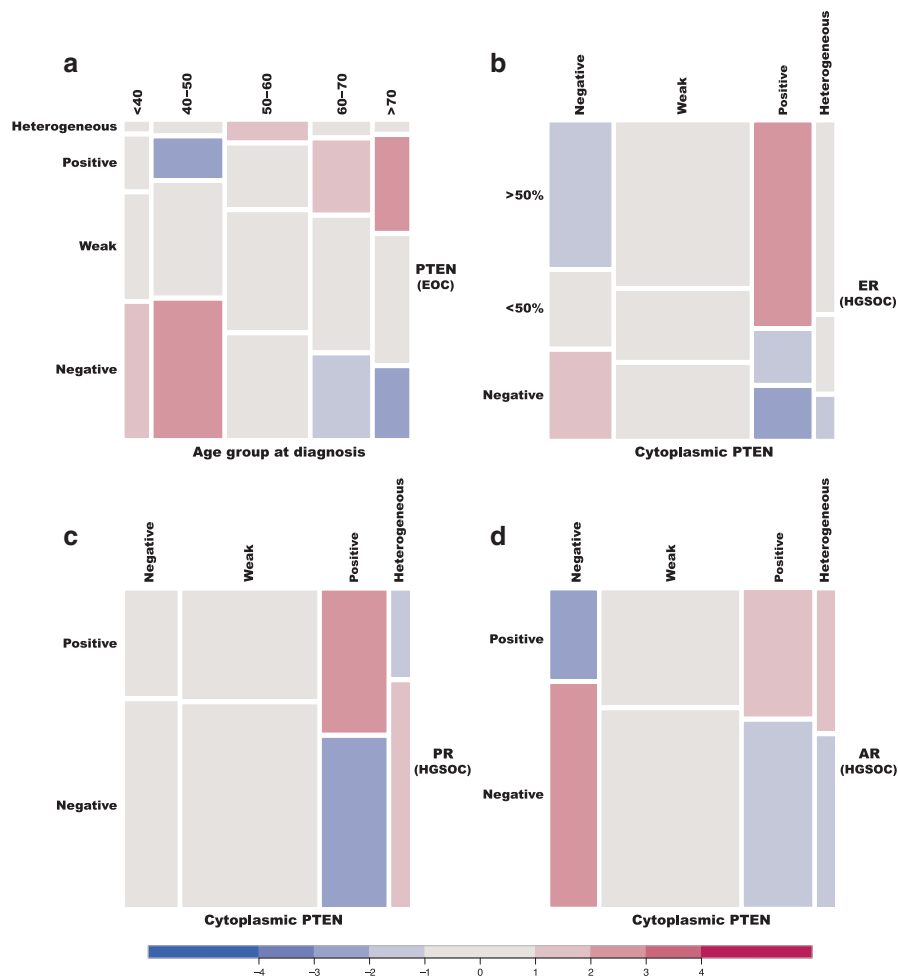 a
<40
40–50
50–60
60–70
>70
Heterogeneous
Positive
Weak
Negative
PTEN
(EOC)
Age group at diagnosis
b
Negative
Weak
Positive
Heterogeneous
>50%
<50%
Negative
ER
(HGSOC)
Cytoplasmic PTEN
c
Negative
Weak
Positive
Heterogeneous
Positive
Negative
PR
(HGSOC)
Cytoplasmic PTEN
d
Negative
Weak
Positive
Heterogeneous
Positive
Negative
AR
(HGSOC)
Cytoplasmic PTEN
–4 –3 –2 –1 0 1 2 3 4